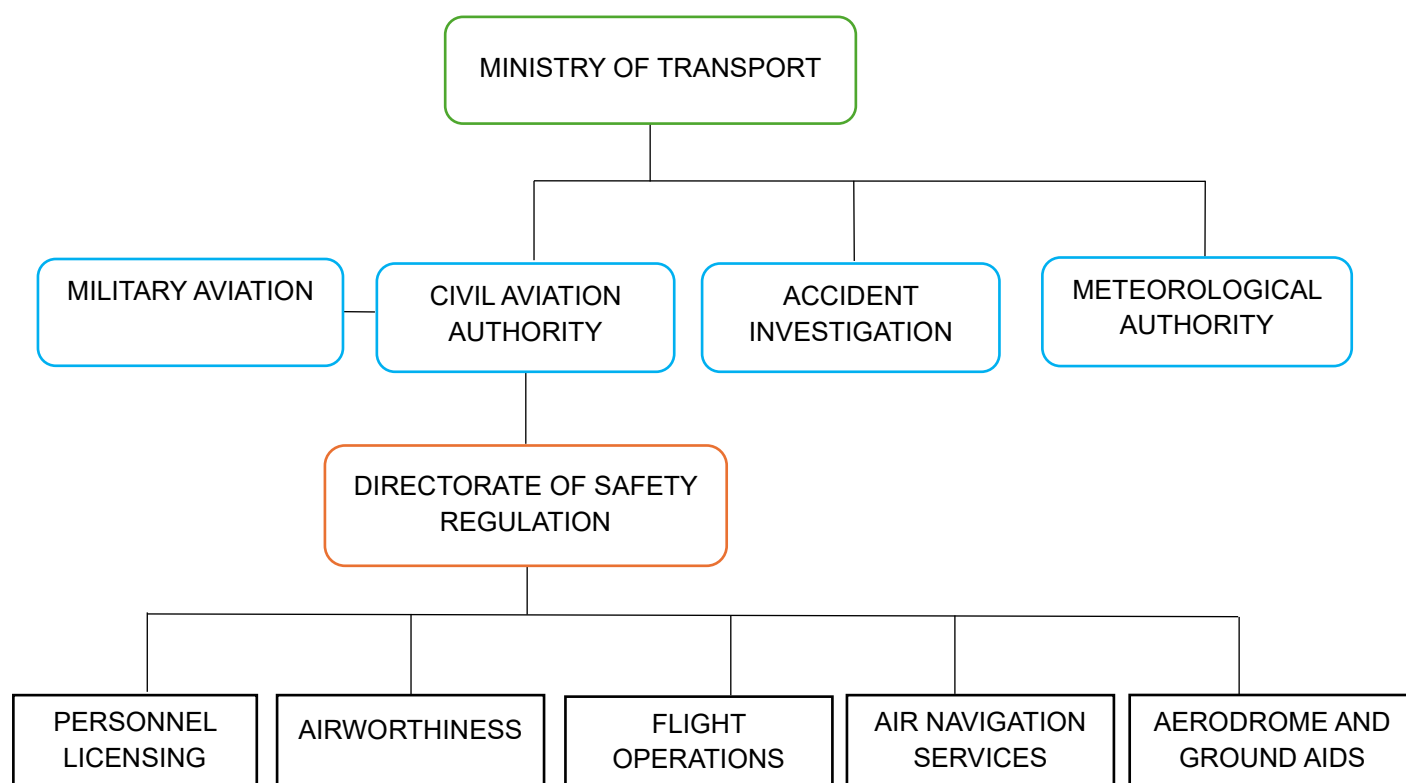 MINISTRY OF TRANSPORT
MILITARY AVIATION
CIVIL AVIATION
AUTHORITY
ACCIDENT
INVESTIGATION
METEOROLOGICAL
AUTHORITY
DIRECTORATE OF SAFETY
REGULATION
PERSONNEL
LICENSING
AIRWORTHINESS
FLIGHT
OPERATIONS
AIR NAVIGATION
SERVICES
AERODROME AND
GROUND AIDS